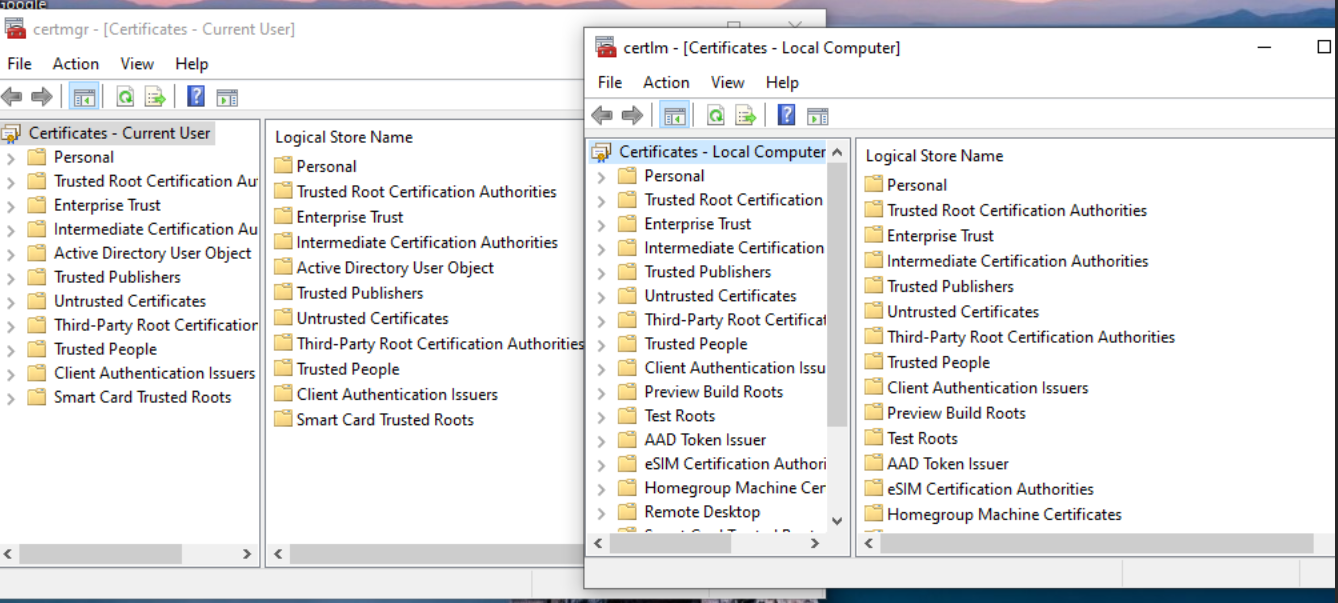 Google
certmgr - [Certificates - Current User]
File Action View Help
Certificates - Current User
Personal
Trusted Root Certification Au
Enterprise Trust
Intermediate Certification Au
Active Directory User Object
Trusted Publishers
Untrusted Certificates
Third-Party Root Certification
Trusted People
Client Authentication Issuers
Smart Card Trusted Roots
Logical Store Name
Personal
Trusted Root Certification Authorities
Enterprise Trust
Intermediate Certification Authorities
Active Directory User Object
Trusted Publishers
Untrusted Certificates
Third-Party Root Certification Authorities
Trusted People
Client Authentication Issuers
Smart Card Trusted Roots
certlm - [Certificates - Local Computer]
File Action View Help
Certificates - Local Computer
Personal
Trusted Root Certification
Enterprise Trust
Intermediate Certification
Trusted Publishers
Untrusted Certificates
Third-Party Root Certificat
Trusted People
Client Authentication Issu
Preview Build Roots
Test Roots
AAD Token Issuer
eSIM Certification Authori
Homegroup Machine Cer
Remote Desktop
Logical Store Name
Personal
Trusted Root Certification Authorities
Enterprise Trust
Intermediate Certification Authorities
Trusted Publishers
Untrusted Certificates
Third-Party Root Certification Authorities
Trusted People
Client Authentication Issuers
Preview Build Roots
Test Roots
AAD Token Issuer
eSIM Certification Authorities
Homegroup Machine Certificates